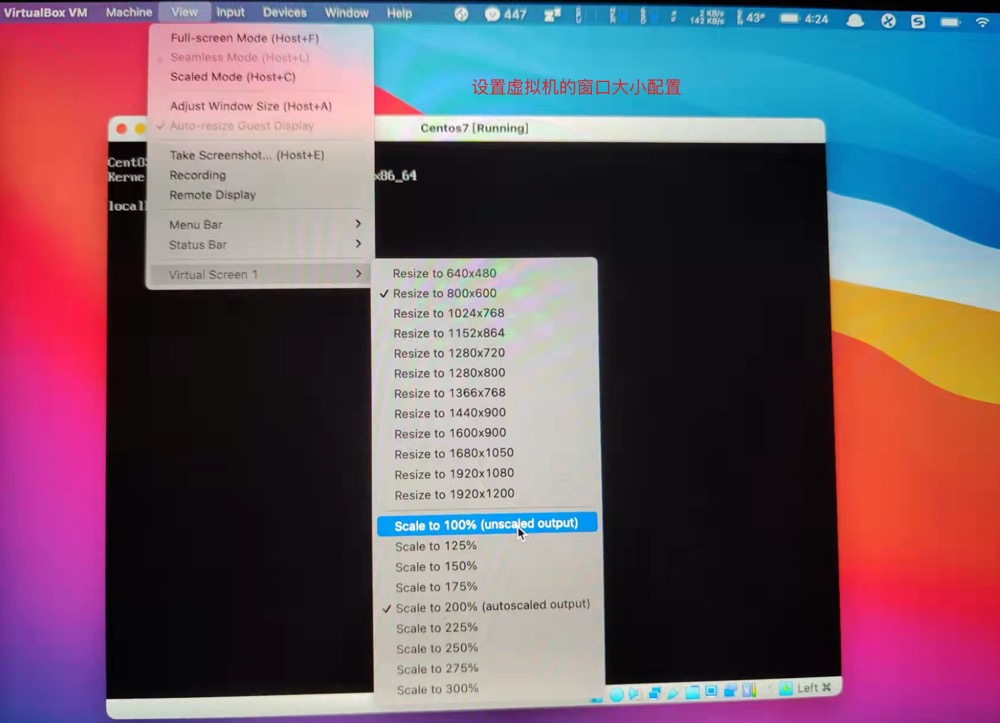 VirtualBox VM Machine View Input Devices Window Help 447 2 KB/s 142 KB/s 43° 4:24
Full-screen Mode (Host+F)
Seamless Mode (Host+L)
Scaled Mode (Host+C)
设置虚拟机的窗口大小配置
Adjust Window Size (Host+A)
Auto-resize Guest Display
Centos7 [Running]
Take Screenshot... (Host+E)
CentO
Recording
Kerne x86_64
Remote Display
local
Menu Bar
Status Bar
Virtual Screen 1
Resize to 640x480
Resize to 800x600
Resize to 1024x768
Resize to 1152x864
Resize to 1280x720
Resize to 1280x800
Resize to 1366x768
Resize to 1440x900
Resize to 1600x900
Resize to 1680x1050
Resize to 1920x1080
Resize to 1920x1200
Scale to 100% (unscaled output)
Scale to 125%
Scale to 150%
Scale to 175%
Scale to 200% (autoscaled output)
Scale to 225%
Scale to 250%
Scale to 275%
Scale to 300%
Left ⌘